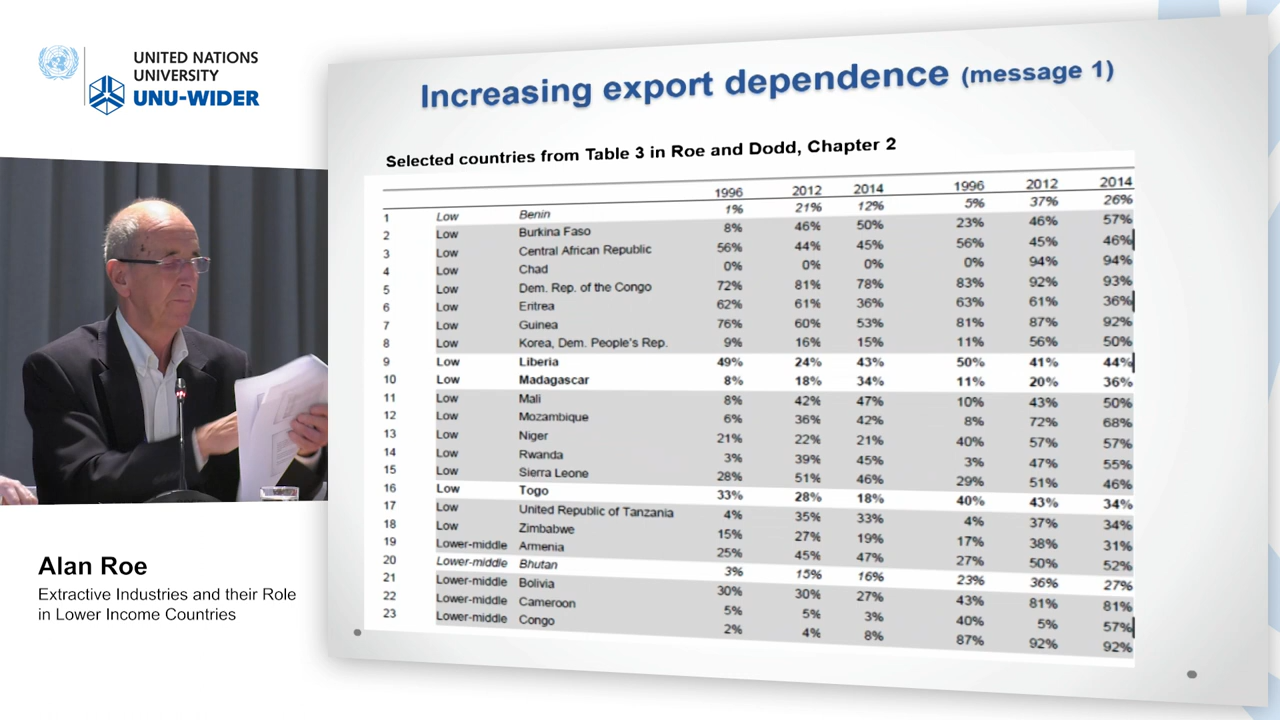 UNITED NATIONS
UNIVERSITY
UNU-WIDER
Increasing export dependence (message 1)
Selected countries from Table 3 in Roe and Dodd, Chapter 2
1996 2012 2014 1996 2012 2014
1 Low Benin 1% 21% 12% 5% 37% 26%
2 Low Burkina Faso 8% 46% 50% 23% 46% 57%
3 Low Central African Republic 56% 44% 45% 56% 45% 46%
4 Low Chad 0% 0% 0% 0% 94% 94%
5 Low Dem. Rep. of the Congo 72% 81% 78% 83% 92% 93%
6 Low Eritrea 62% 61% 36% 63% 61% 36%
7 Low Guinea 76% 60% 53% 81% 87% 92%
8 Low Korea, Dem. People's Rep. 9% 16% 15% 11% 56% 50%
9 Low Liberia 49% 24% 43% 50% 41% 44%
10 Low Madagascar 8% 18% 34% 11% 20% 36%
11 Low Mali 8% 42% 47% 10% 43% 50%
12 Low Mozambique 6% 36% 42% 8% 72% 68%
13 Low Niger 21% 22% 21% 40% 57% 57%
14 Low Rwanda 3% 39% 45% 3% 47% 55%
15 Low Sierra Leone 28% 51% 46% 29% 51% 46%
16 Low Togo 33% 28% 18% 40% 43% 34%
17 Low United Republic of Tanzania 4% 35% 33% 4% 37% 34%
18 Low Zimbabwe 15% 27% 19% 17% 38% 31%
19 Lower-middle Armenia 25% 45% 47% 27% 50% 52%
20 Lower-middle Bhutan 3% 15% 16% 23% 36% 27%
21 Lower-middle Bolivia 30% 30% 27% 43% 81% 81%
22 Lower-middle Cameroon 5% 5% 3% 40% 5% 57%
23 Lower-middle Congo 2% 4% 8% 87% 92% 92%
Alan Roe
Extractive Industries and their Role
in Lower Income Countries